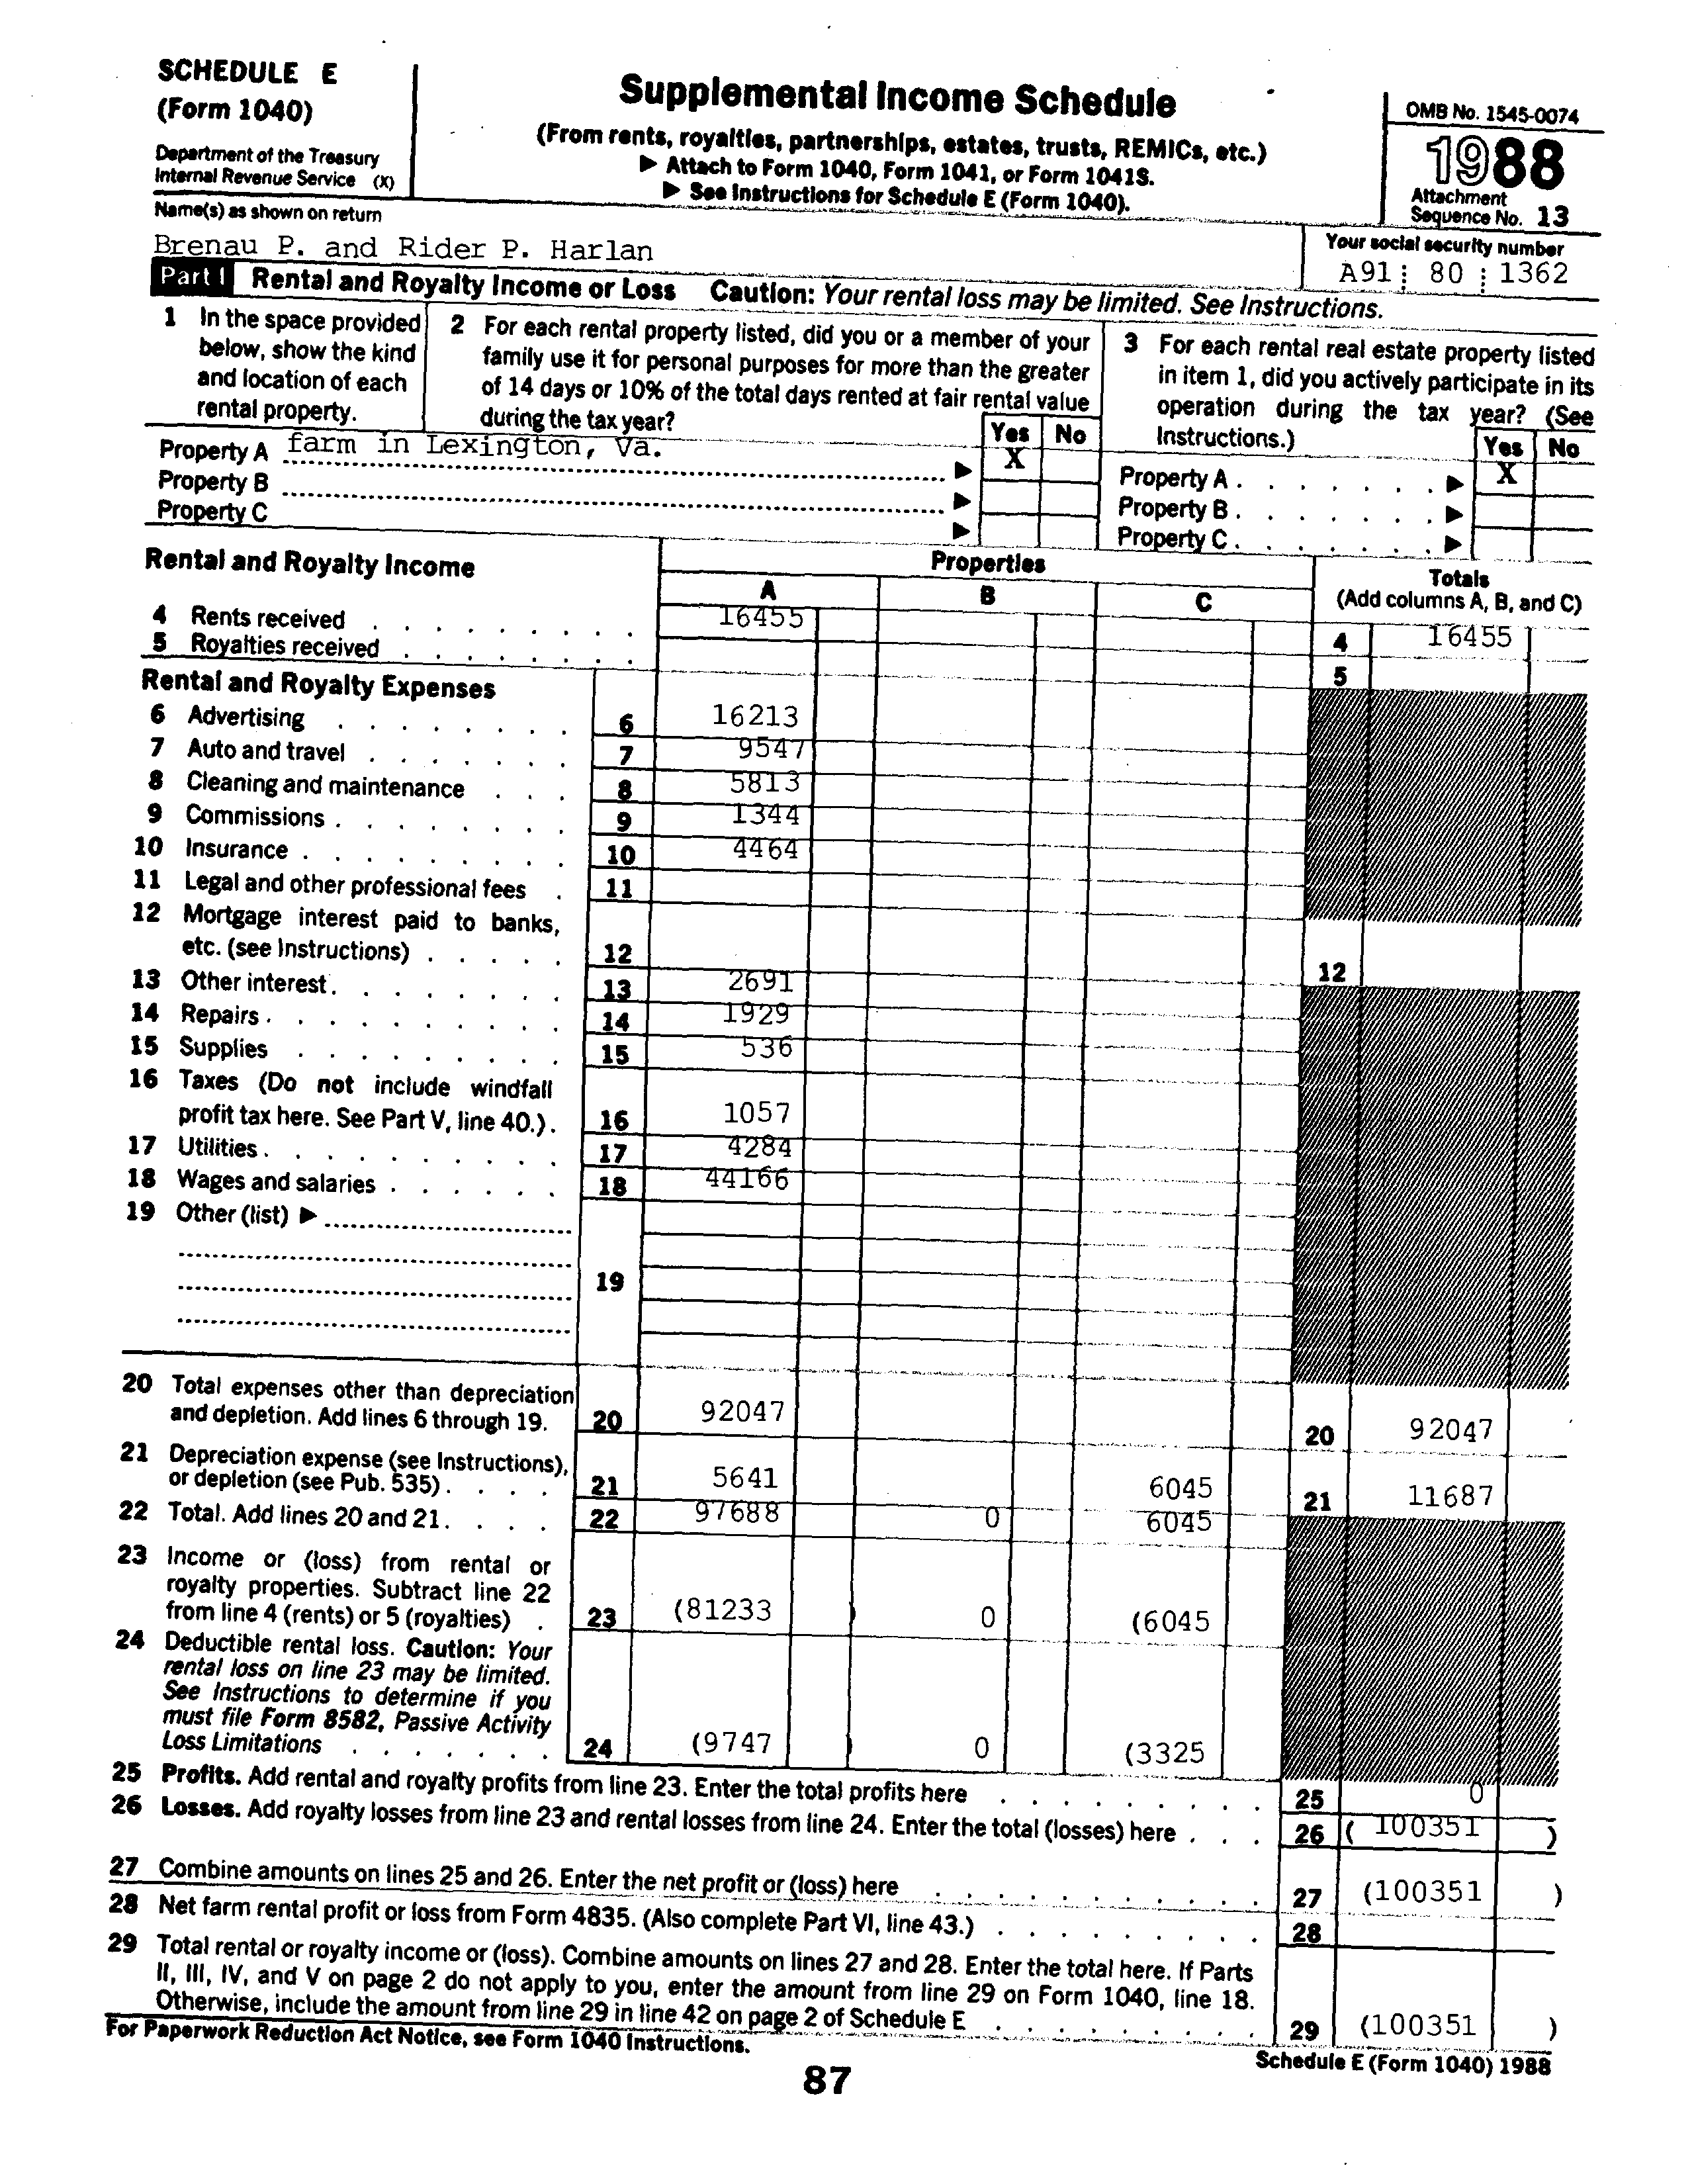 SCHEDULE E
(Form 1040)
Department of the Treasury
Internal Revenue Service (X)
Supplemental Income Schedule
(From rents, royalties, partnerships, estates, trusts, REMICs, etc.)
▶ Attach to Form 1040, Form 1041, or Form 1041S.
▶ See Instructions for Schedule E (Form 1040).
OMB No. 1545-0074
1988
Attachment
Sequence No. 13
Name(s) as shown on return
Brenau P. and Rider P. Harlan
Your social security number
A91 80 1362
Part I Rental and Royalty Income or Loss Caution: Your rental loss may be limited. See Instructions.
1 In the space provided
below, show the kind
and location of each
rental property.
2 For each rental property listed, did you or a member of your
family use it for personal purposes for more than the greater
of 14 days or 10% of the total days rented at fair rental value
during the tax year?
Yes No
3 For each rental real estate property listed
in item 1, did you actively participate in its
operation during the tax year? (See
Instructions.)
Yes No
Property A farm in Lexington, Va. ▶ X
Property B ▶
Property C ▶
Property A . . . . . . . ▶ X
Property B . . . . . . . ▶
Property C . . . . . . . ▶
Rental and Royalty Income
Properties
Totals
(Add columns A, B, and C)
A B C
4 Rents received 16455 4 16455
5 Royalties received 5
Rental and Royalty Expenses
6 Advertising 6 16213
7 Auto and travel 7 9547
8 Cleaning and maintenance 8 5813
9 Commissions 9 1344
10 Insurance 10 4464
11 Legal and other professional fees 11
12 Mortgage interest paid to banks,
etc. (see Instructions) 12 12
13 Other interest 13 2691
14 Repairs 14 1929
15 Supplies 15 536
16 Taxes (Do not include windfall
profit tax here. See Part V, line 40.) 16 1057
17 Utilities 17 4284
18 Wages and salaries 18 44166
19 Other (list) ▶
19
20 Total expenses other than depreciation
and depletion. Add lines 6 through 19. 20 92047 20 92047
21 Depreciation expense (see Instructions),
or depletion (see Pub. 535) 21 5641 6045 21 11687
22 Total. Add lines 20 and 21 22 97688 0 6045
23 Income or (loss) from rental or
royalty properties. Subtract line 22
from line 4 (rents) or 5 (royalties) 23 (81233 ) 0 (6045
24 Deductible rental loss. Caution: Your
rental loss on line 23 may be limited.
See Instructions to determine if you
must file Form 8582, Passive Activity
Loss Limitations 24 (9747 ) 0 (3325
25 Profits. Add rental and royalty profits from line 23. Enter the total profits here 25 0
26 Losses. Add royalty losses from line 23 and rental losses from line 24. Enter the total (losses) here 26 ( 100351 )
27 Combine amounts on lines 25 and 26. Enter the net profit or (loss) here 27 (100351 )
28 Net farm rental profit or loss from Form 4835. (Also complete Part VI, line 43.) 28
29 Total rental or royalty income or (loss). Combine amounts on lines 27 and 28. Enter the total here. If Parts
II, III, IV, and V on page 2 do not apply to you, enter the amount from line 29 on Form 1040, line 18.
Otherwise, include the amount from line 29 in line 42 on page 2 of Schedule E 29 (100351 )
For Paperwork Reduction Act Notice, see Form 1040 Instructions.
Schedule E (Form 1040) 1988
87